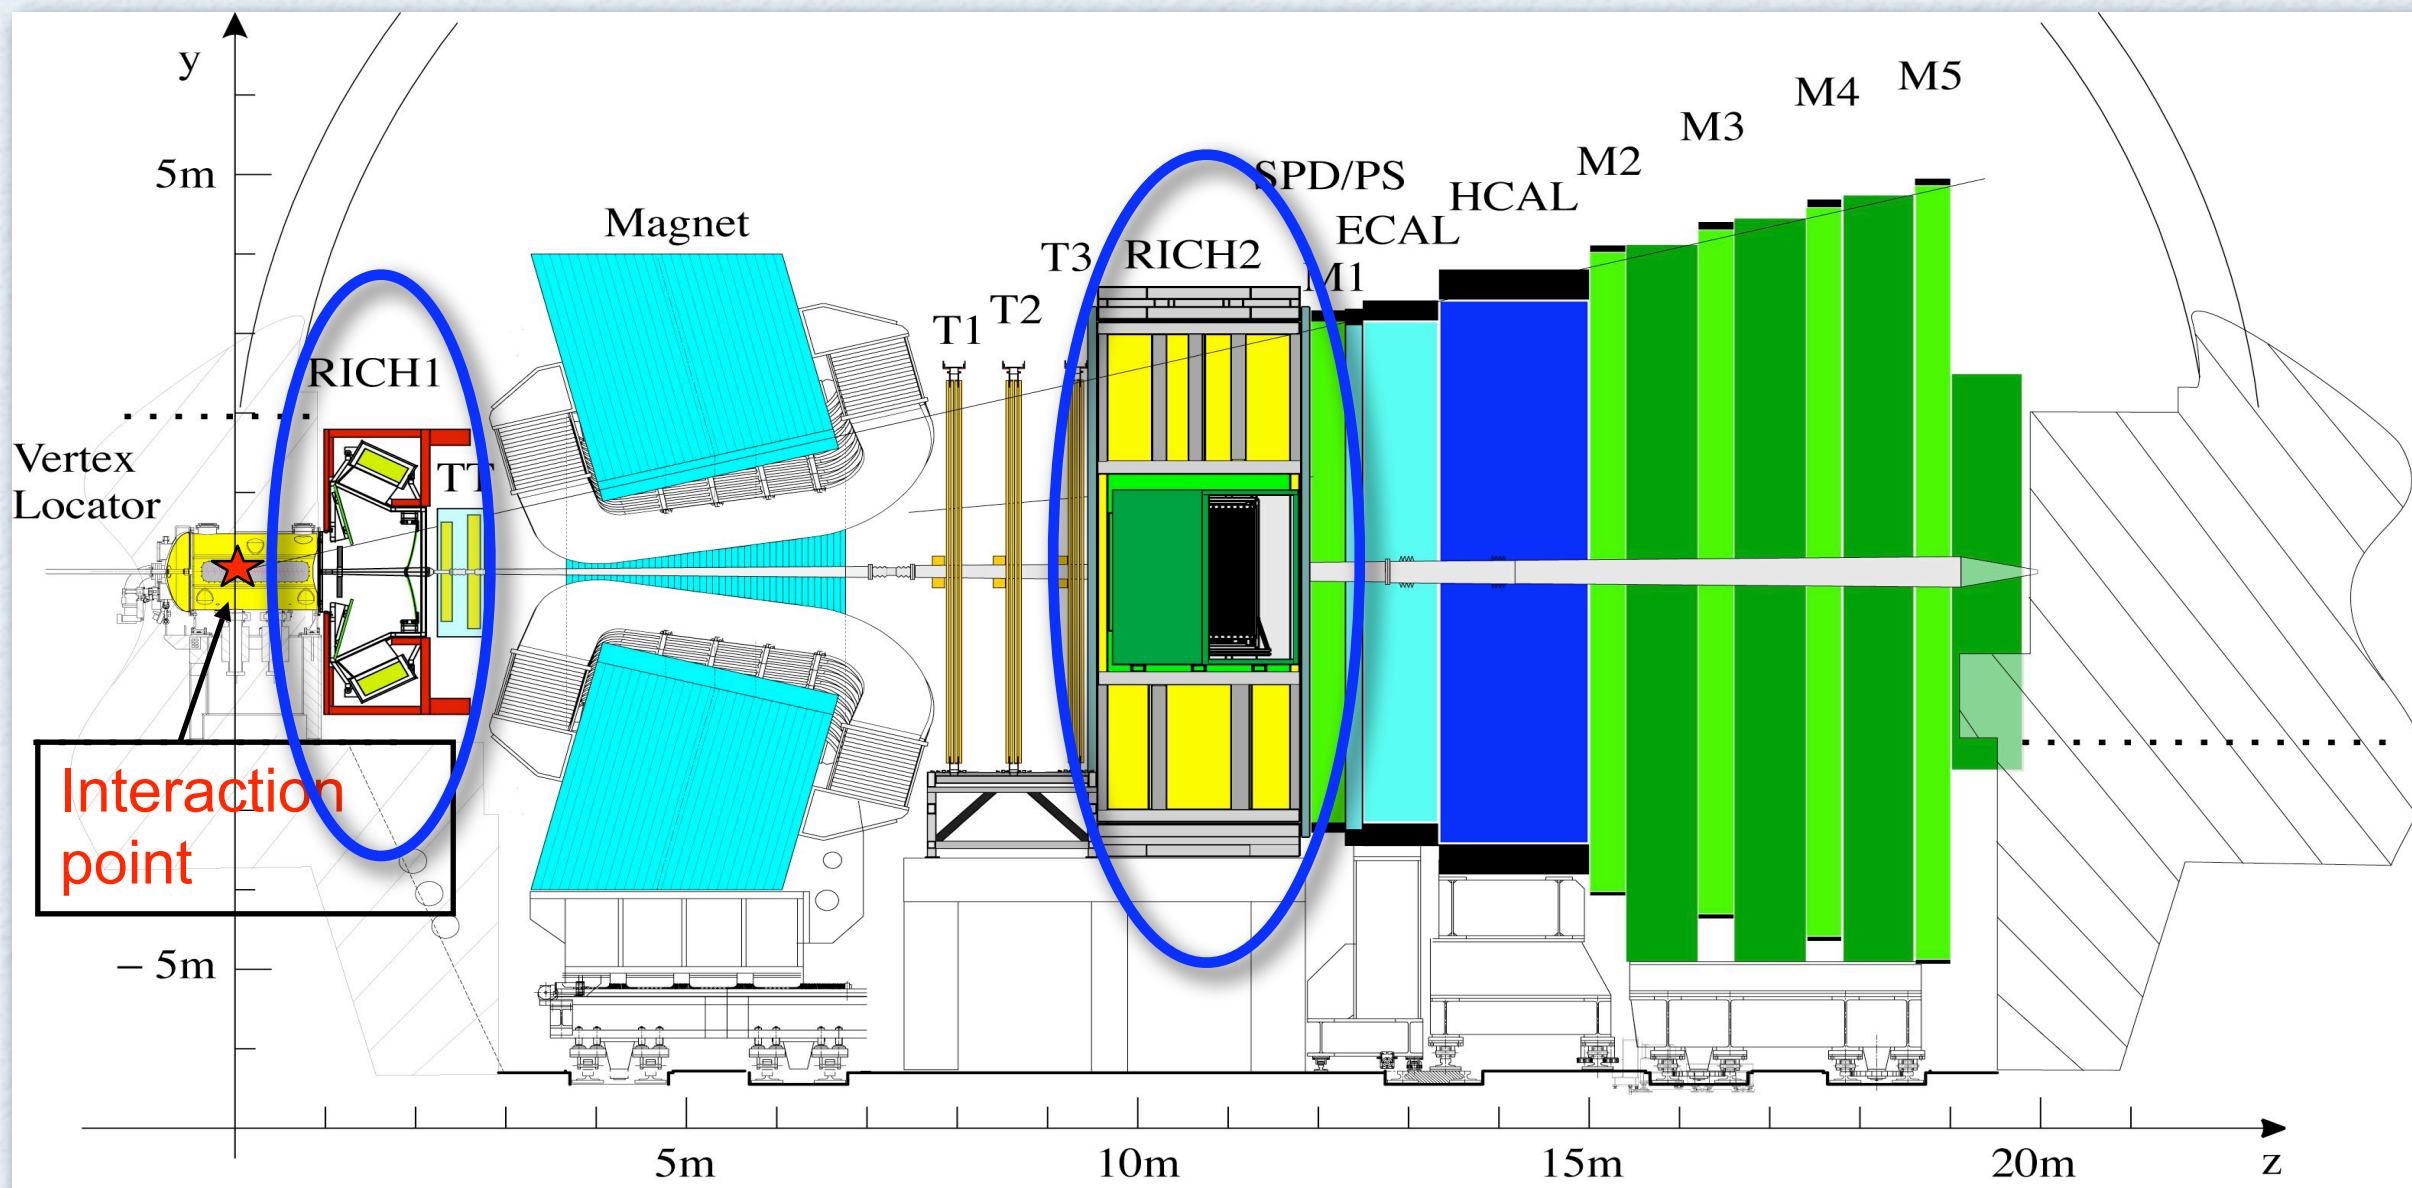 y
5m
Magnet
RICH1
Vertex
Locator
TT
T1
T2
T3
RICH2
M1
SPD/PS
ECAL
HCAL
M2
M3
M4
M5
Interaction
point
– 5m
5m
10m
15m
20m
z